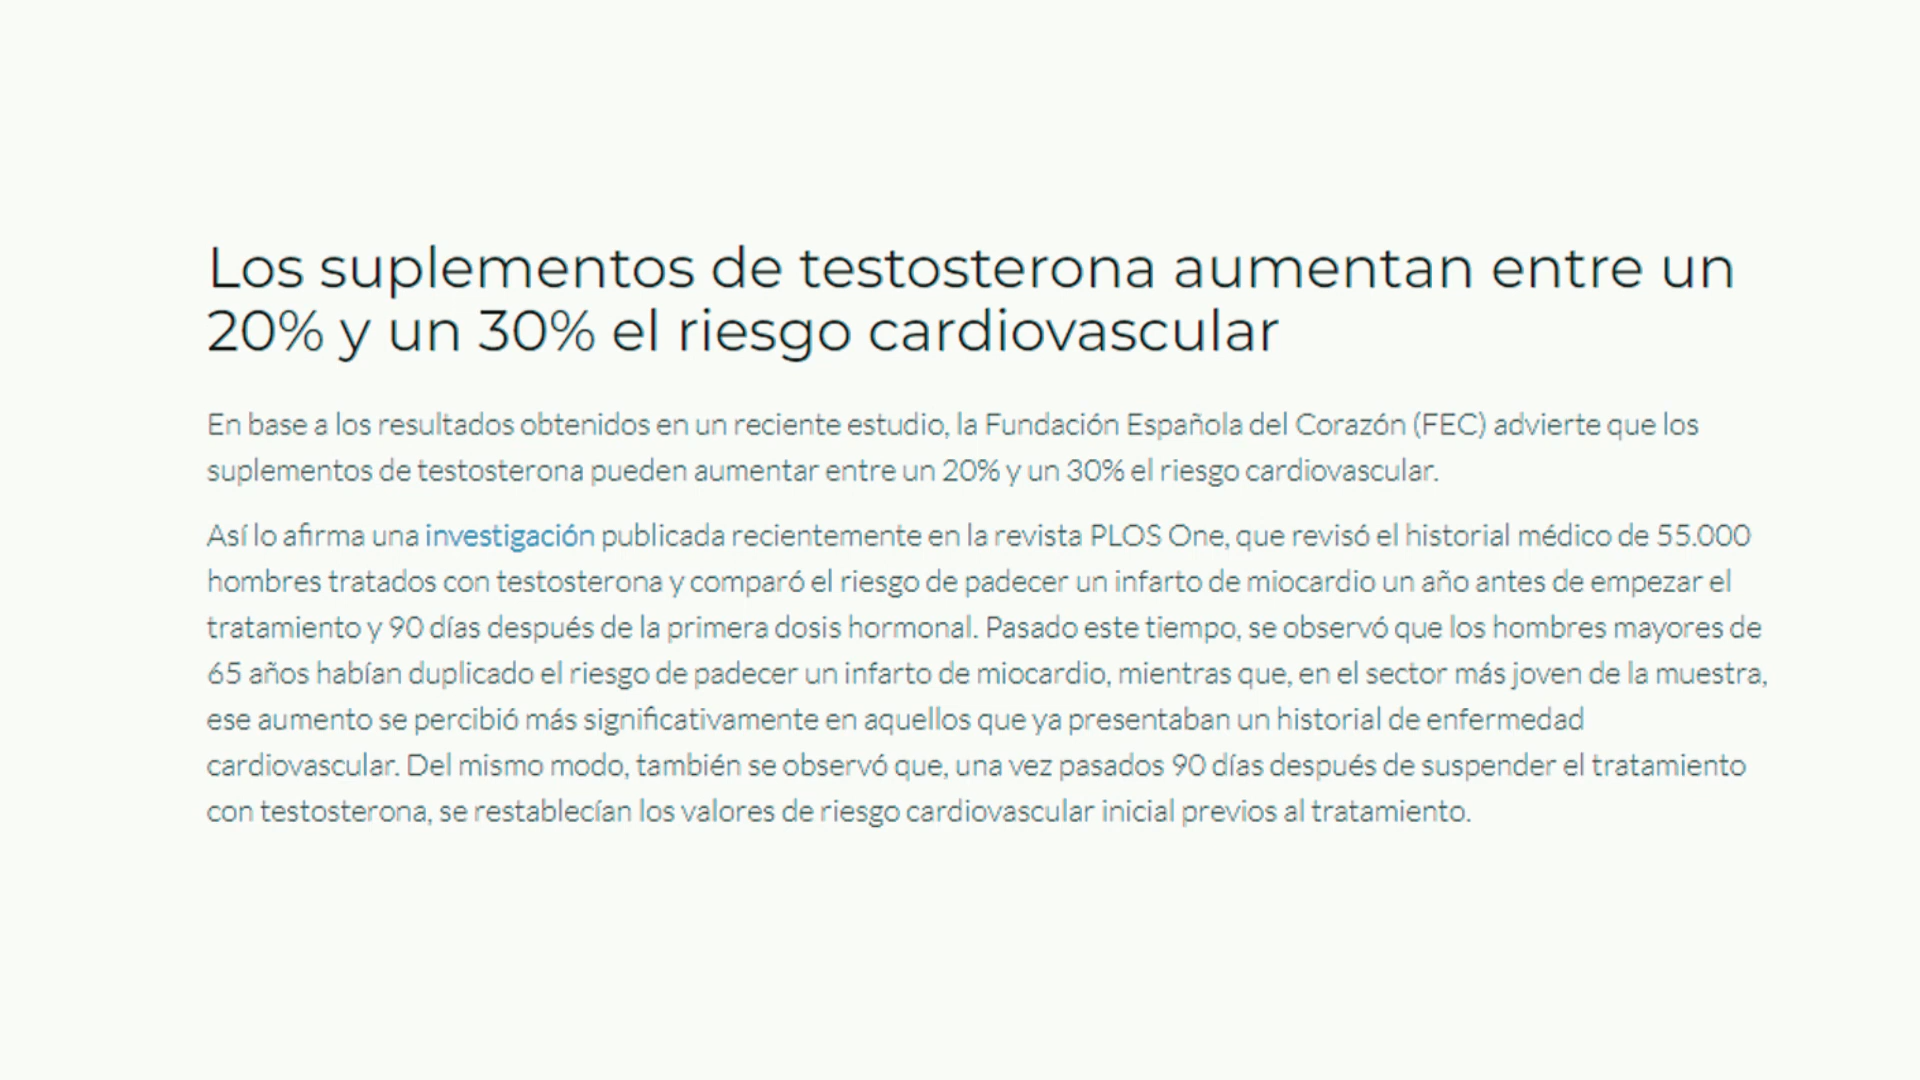 Los suplementos de testosterona aumentan entre un
20% y un 30% el riesgo cardiovascular
En base a los resultados obtenidos en un reciente estudio, la Fundación Española del Corazón (FEC) advierte que los
suplementos de testosterona pueden aumentar entre un 20% y un 30% el riesgo cardiovascular.
Así lo afirma una investigación publicada recientemente en la revista PLOS One, que revisó el historial médico de 55.000
hombres tratados con testosterona y comparó el riesgo de padecer un infarto de miocardio un año antes de empezar el
tratamiento y 90 días después de la primera dosis hormonal. Pasado este tiempo, se observó que los hombres mayores de
65 años habían duplicado el riesgo de padecer un infarto de miocardio, mientras que, en el sector más joven de la muestra,
ese aumento se percibió más significativamente en aquellos que ya presentaban un historial de enfermedad
cardiovascular. Del mismo modo, también se observó que, una vez pasados 90 días después de suspender el tratamiento
con testosterona, se restablecían los valores de riesgo cardiovascular inicial previos al tratamiento.